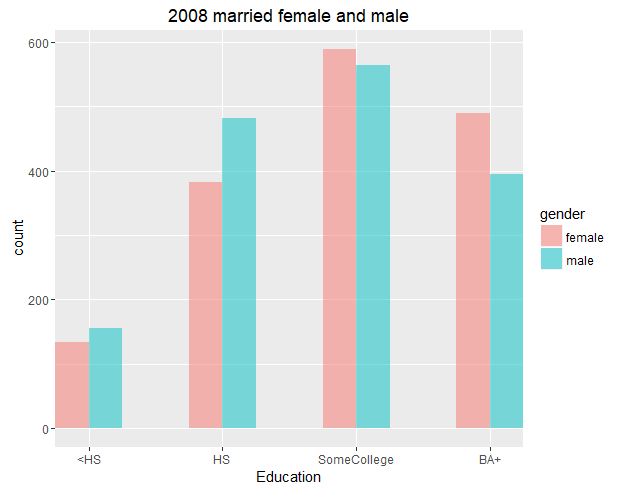 2008 married female and male
600
400
200
0
count
<HS HS SomeCollege BA+
Education
gender
female
male